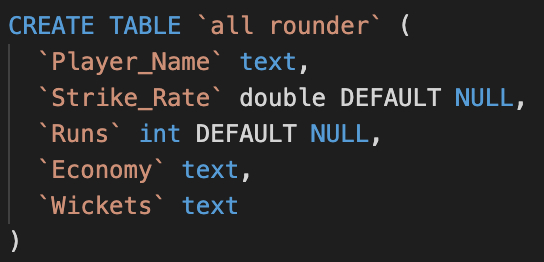 CREATE TABLE `all rounder` (
  `Player_Name` text,
  `Strike_Rate` double DEFAULT NULL,
  `Runs` int DEFAULT NULL,
  `Economy` text,
  `Wickets` text
)